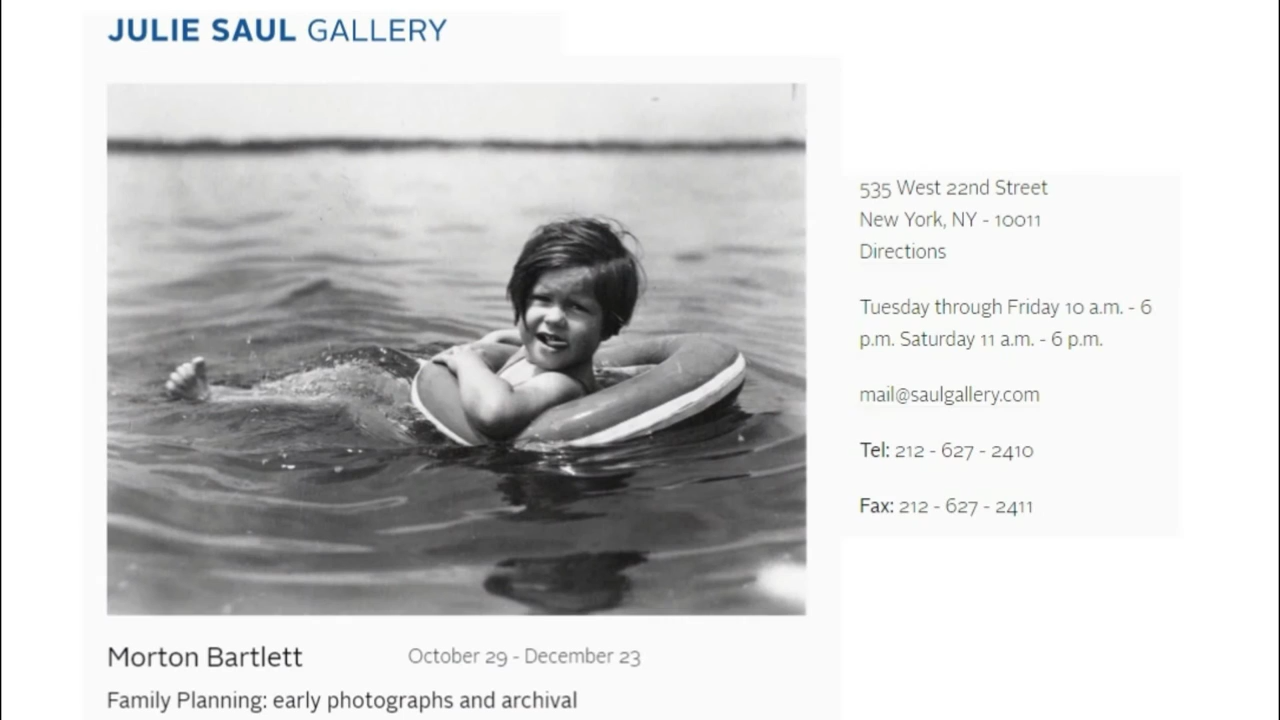 JULIE SAUL GALLERY
535 West 22nd Street
New York, NY - 10011
Directions
Tuesday through Friday 10 a.m. - 6
p.m. Saturday 11 a.m. - 6 p.m.
mail@saulgallery.com
Tel: 212 - 627 - 2410
Fax: 212 - 627 - 2411
Morton Bartlett October 29 - December 23
Family Planning: early photographs and archival